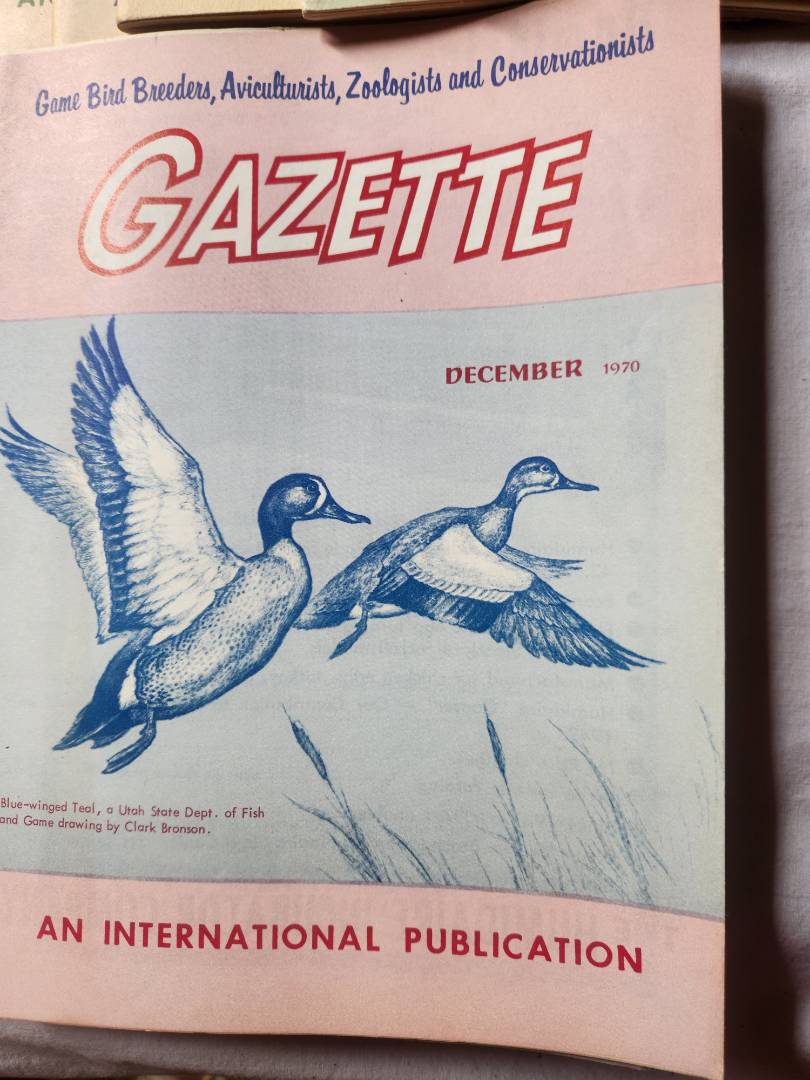 Game Bird Breeders, Aviculturists, Zoologists and Conservationists
GAZETTE
DECEMBER 1970
Blue-winged Teal, a Utah State Dept. of Fish
and Game drawing by Clark Bronson.
AN INTERNATIONAL PUBLICATION